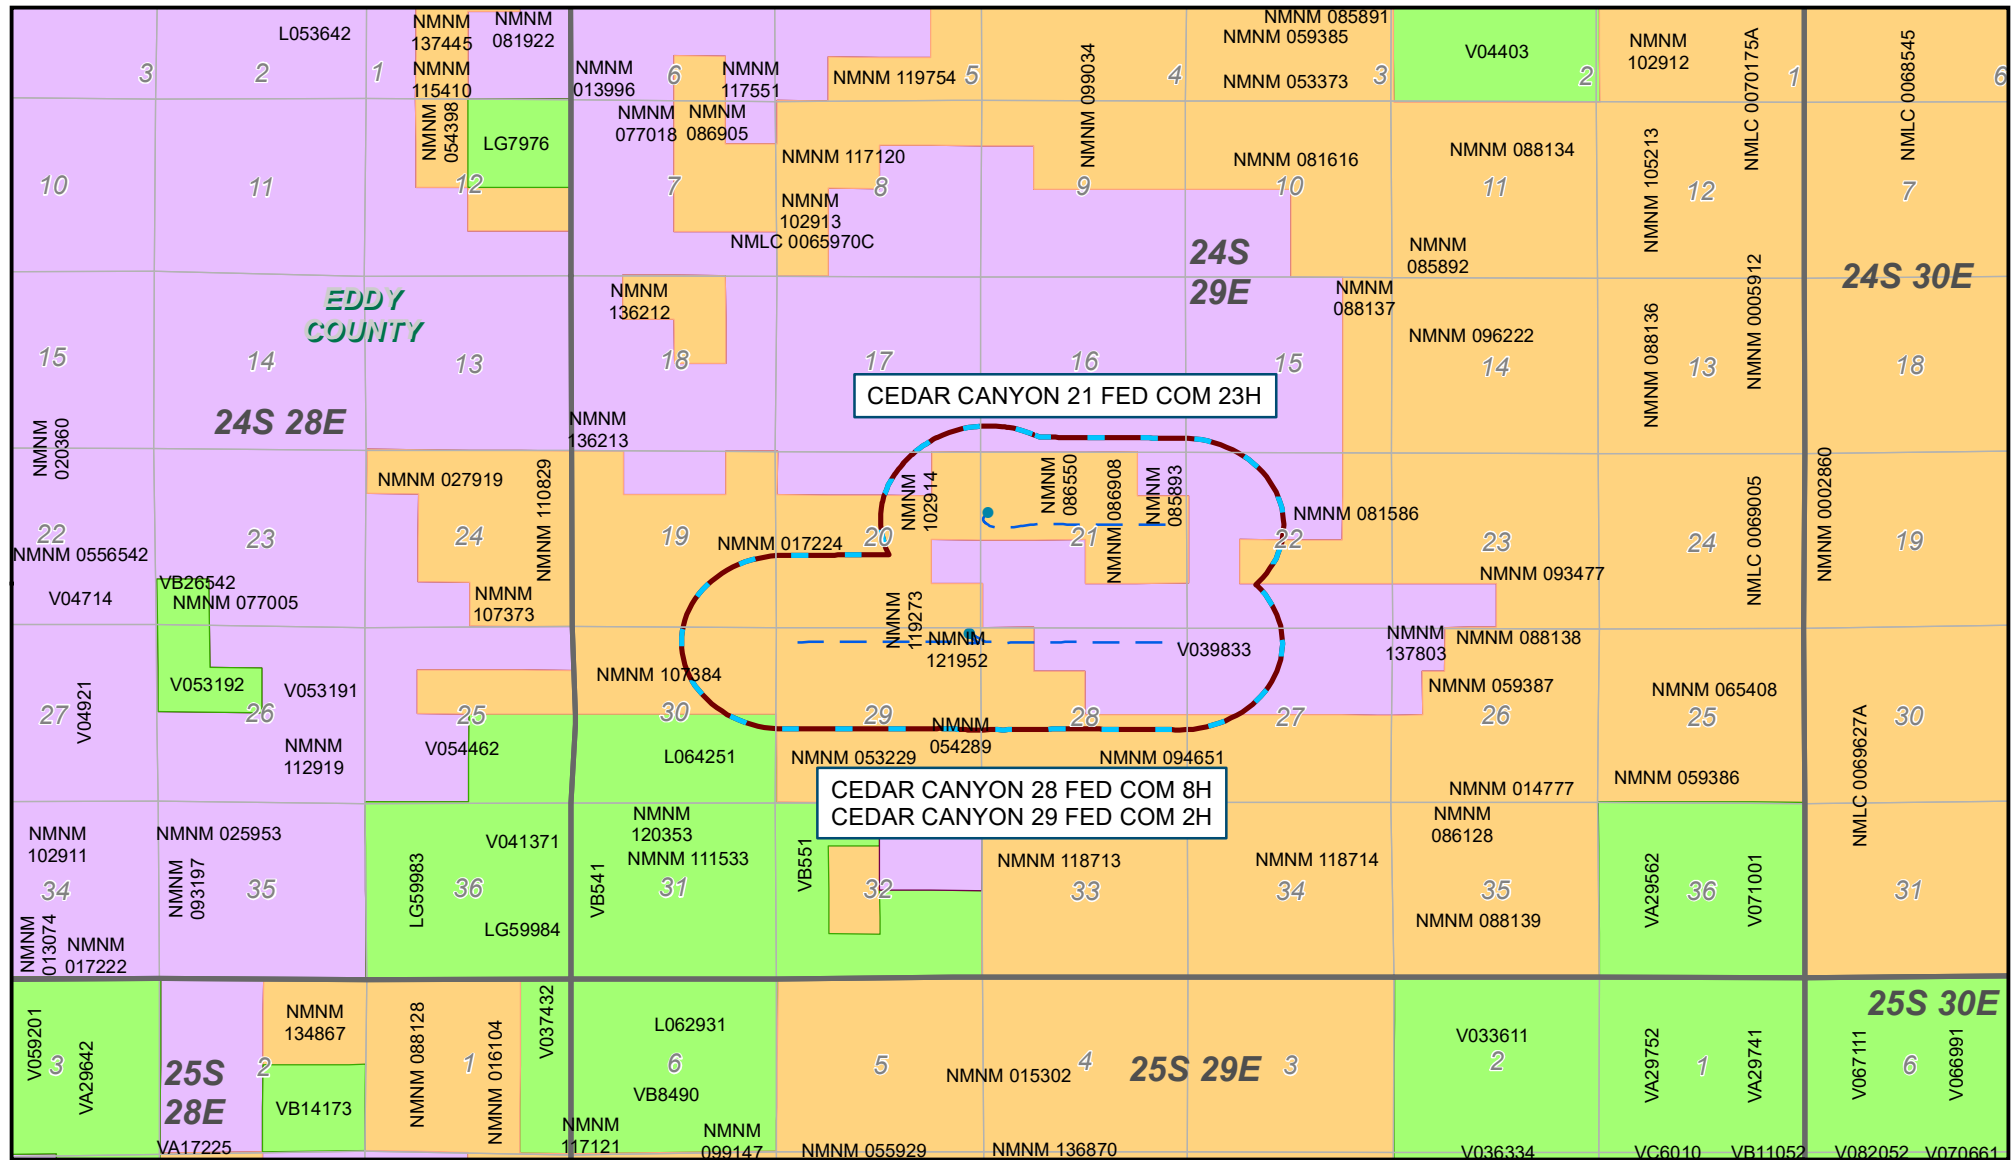 L053642
NMNM
137445
NMNM
081922
NMNM
115410
3
2
1
NMNM
013996
6
NMNM
117551
NMNM 119754
5
NMNM 099034
4
NMNM 085891
NMNM 059385
NMNM 053373
3
V04403
2
NMNM
102912
NMLC 0070175A
1
NMLC 0068545
6
NMNM
054398
LG7976
NMNM
077018
NMNM
086905
NMNM 117120
NMNM 081616
NMNM 088134
NMNM 105213
10
11
12
7
8
9
10
11
12
7
NMNM
102913
NMLC 0065970C
24S
29E
NMNM
085892
24S 30E
EDDY
COUNTY
NMNM
136212
NMNM
088137
NMNM 096222
NMNM 088136
NMNM 0005912
15
14
13
18
17
16
15
14
13
18
CEDAR CANYON 21 FED COM 23H
24S 28E
NMNM
020360
NMNM
136213
NMNM 027919
NMNM 110829
NMNM
102914
NMNM
086550
NMNM 086908
NMNM
085893
NMNM 081586
NMLC 0069005
NMNM 0002860
22
23
24
19
20
21
22
23
24
19
NMNM 0556542
NMNM 017224
NMNM 093477
VB26542
V04714
NMNM 077005
NMNM
107373
NMNM
119273
NMNM
121952
V039833
NMNM
137803
NMNM 088138
V04921
V053192
V053191
NMNM 107384
NMNM 059387
NMNM 065408
27
26
25
30
29
28
27
26
25
30
NMNM
112919
V054462
L064251
NMNM
054289
NMNM 053229
NMNM 094651
NMNM 014777
NMNM 059386
NMLC 0069627A
CEDAR CANYON 28 FED COM 8H
CEDAR CANYON 29 FED COM 2H
NMNM
102911
NMNM 025953
NMNM
093197
LG59983
V041371
NMNM
120353
NMNM 111533
VB541
VB551
NMNM 118713
NMNM 118714
NMNM
086128
VA29562
V071001
34
35
36
31
32
33
34
35
36
31
NMNM
013074
NMNM
017222
LG59984
NMNM 088139
V059201
VA29642
3
25S
28E
2
NMNM
134867
VB14173
NMNM 088128
1
NMNM 016104
V037432
L062931
6
VB8490
5
NMNM 015302
4
25S 29E
3
V033611
2
VA29752
1
VA29741
25S 30E
V067111
6
V066991
VA17225
NMNM
117121
NMNM
099147
NMNM 055929
NMNM 136870
V036334
VC6010
VB11052
V082052
V070661